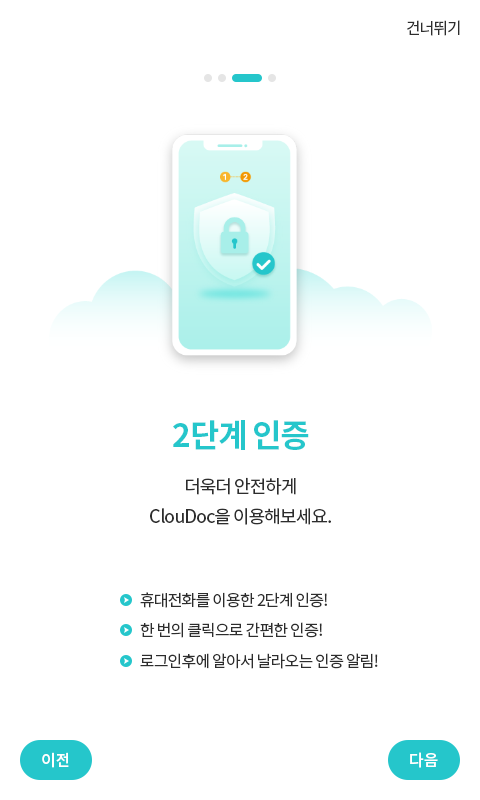 건너뛰기
1 2
2단계 인증
더욱더 안전하게
ClouDoc을 이용해보세요.
휴대전화를 이용한 2단계 인증!
한 번의 클릭으로 간편한 인증!
로그인후에 알아서 날라오는 인증 알림!
이전
다음